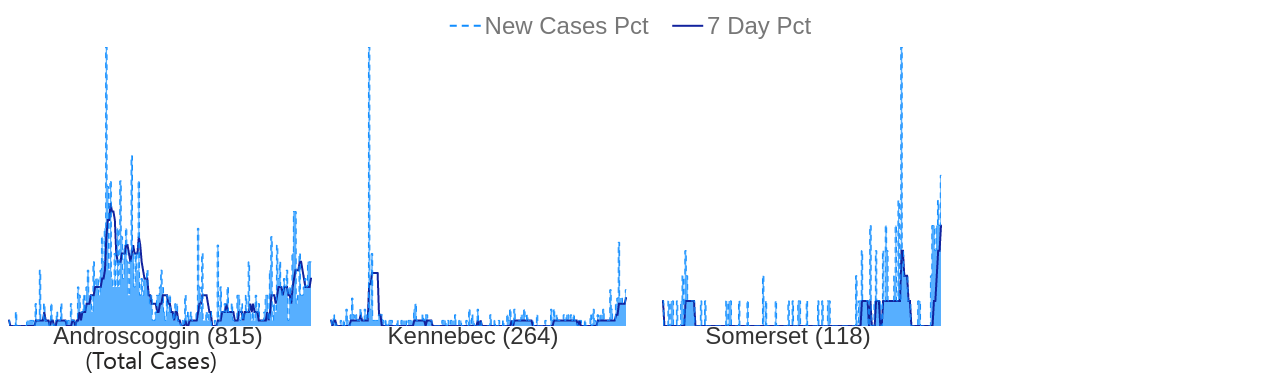 New Cases Pct 7 Day Pct
Androscoggin (815) Kennebec (264) Somerset (118)
(Total Cases)